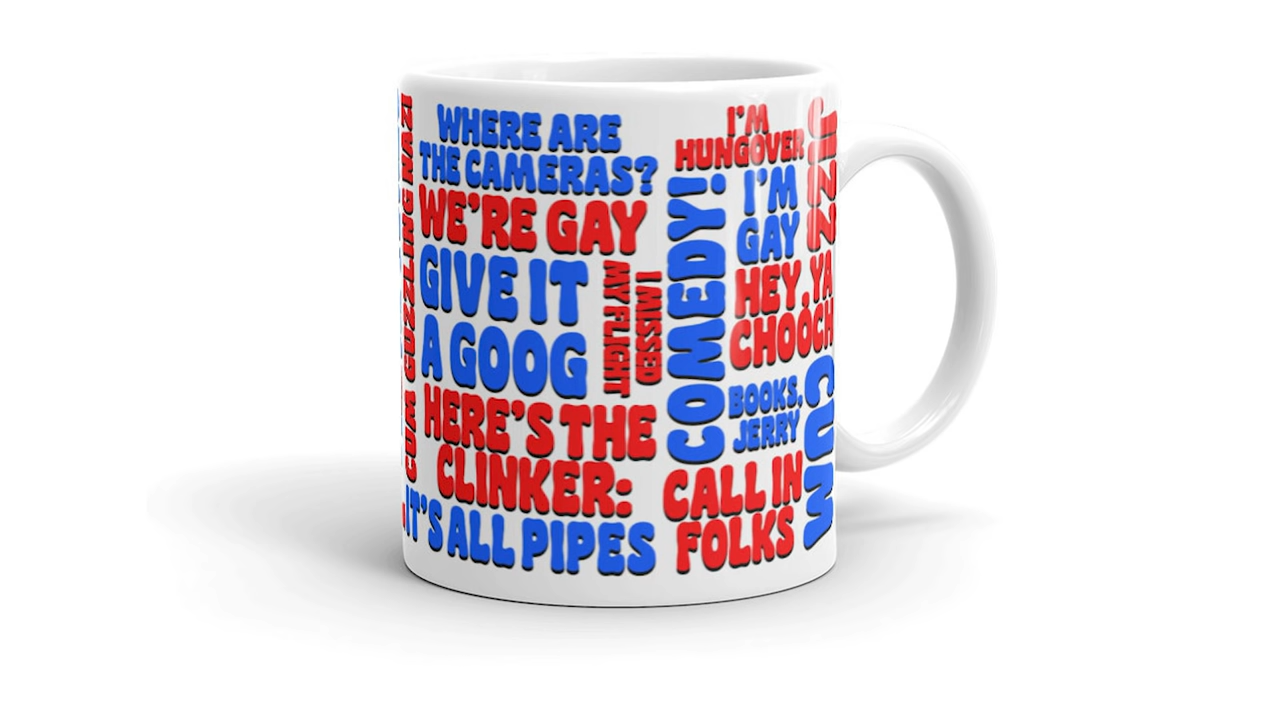 CUM GUZZLING NAZI
WHERE ARE
THE CAMERAS?
WE'RE GAY
GIVE IT
A GOOG
I MISSED
MY FLIGHT
HERE'S THE
CLINKER:
IT'S ALL PIPES
COMEDY!
I'M
HUNGOVER
I'M
GAY
HEY, YA
CHOOCH
BOOKS,
JERRY
CALL IN
FOLKS
JIZZ
CUM